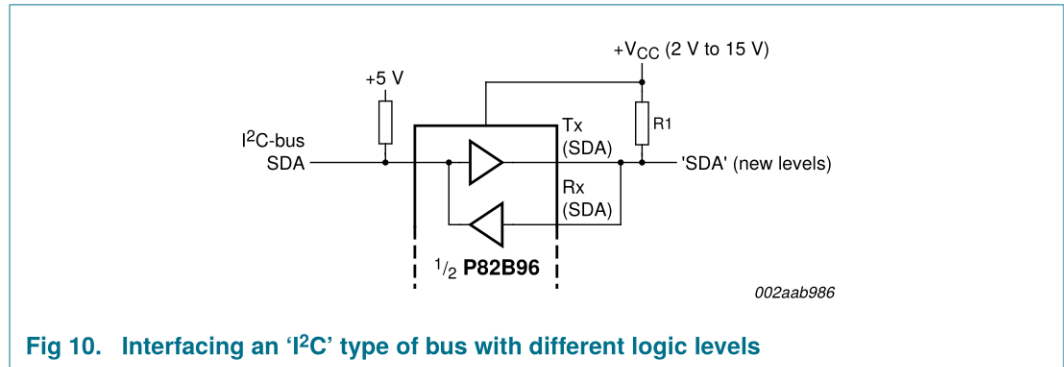 +VCC (2 V to 15 V)
+5 V
Tx
(SDA)
R1
I2C-bus
SDA
'SDA' (new levels)
Rx
(SDA)
1/2 P82B96
002aab986
Fig 10. Interfacing an ‘I2C’ type of bus with different logic levels